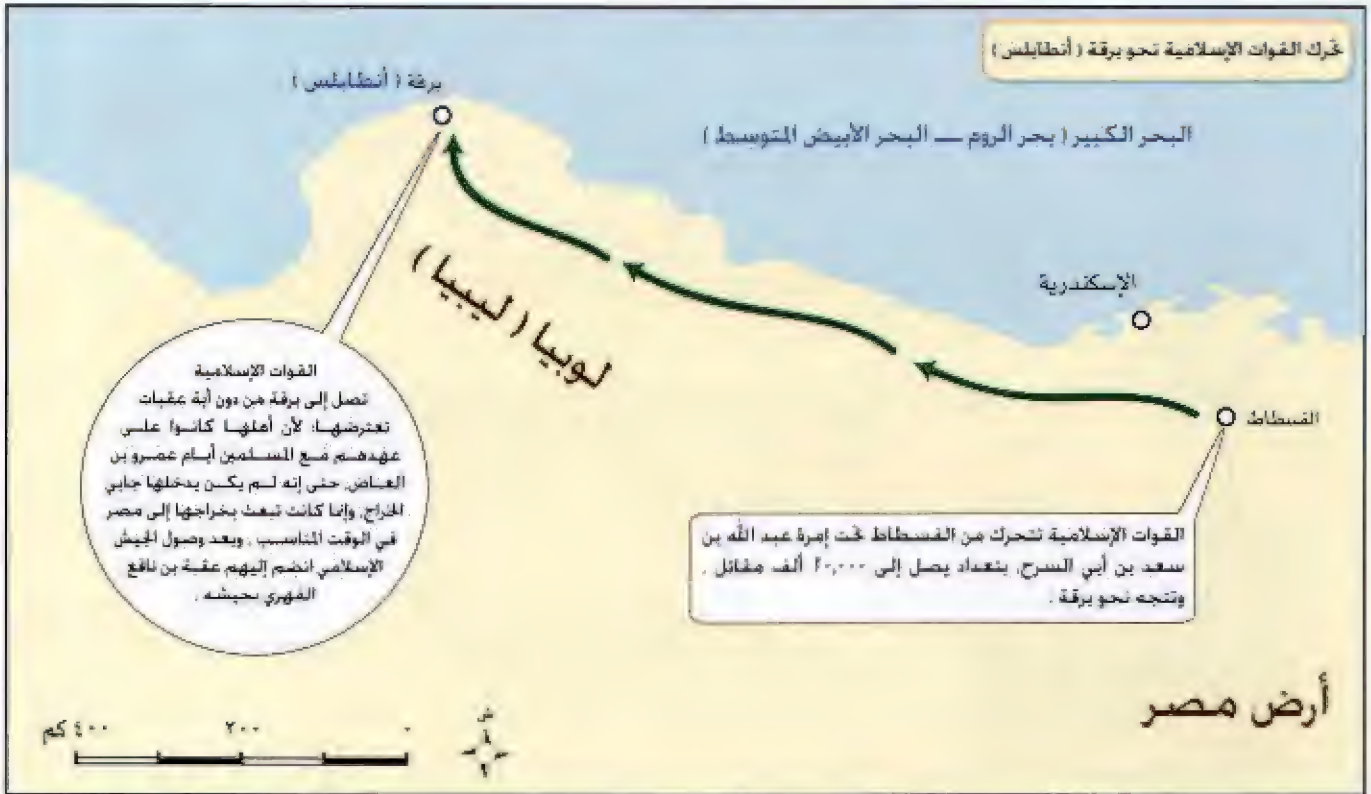 تحرك القوات الإسلامية نحو برقة ( أنطابلس )
برقة ( أنطابلس )
البحر الكبير ( بحر الروم — البحر الأبيض المتوسط )
الإسكندرية
الفسطاط
لوبيا ( ليبيا )
القوات الإسلامية
تصل إلى برقة من دون أية عقبات
تعترضها؛ لأن أهلها كانوا على
عهدهم مع المسلمين أيام عمرو بن
العاص، حتى إنه لم يكن يدخلها جابي
الخراج، وإنما كانت تبعث بخراجها إلى مصر
في الوقت المناسب . وبعد وصول الجيش
الإسلامي انضم إليهم عقبة بن نافع
الفهري بجيشه .
القوات الإسلامية تتحرك من الفسطاط تحت إمرة عبد الله بن
سعد بن أبي السرح، بتعداد يصل إلى ٢٠,٠٠٠ ألف مقاتل ,
وتتجه نحو برقة .
أرض مصر
ش
٤٠٠ كم ٢٠٠ ٠